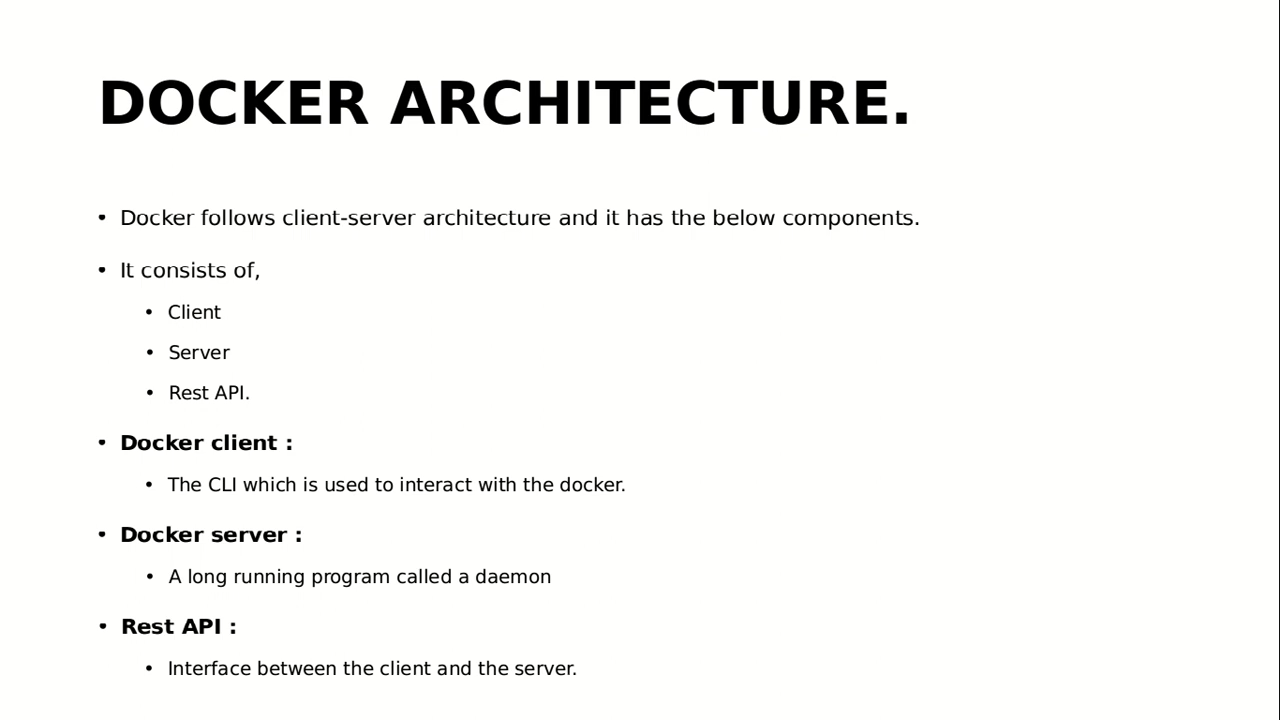 DOCKER ARCHITECTURE.
• Docker follows client-server architecture and it has the below components.
• It consists of,
• Client
• Server
• Rest API.
• Docker client :
• The CLI which is used to interact with the docker.
• Docker server :
• A long running program called a daemon
• Rest API :
• Interface between the client and the server.